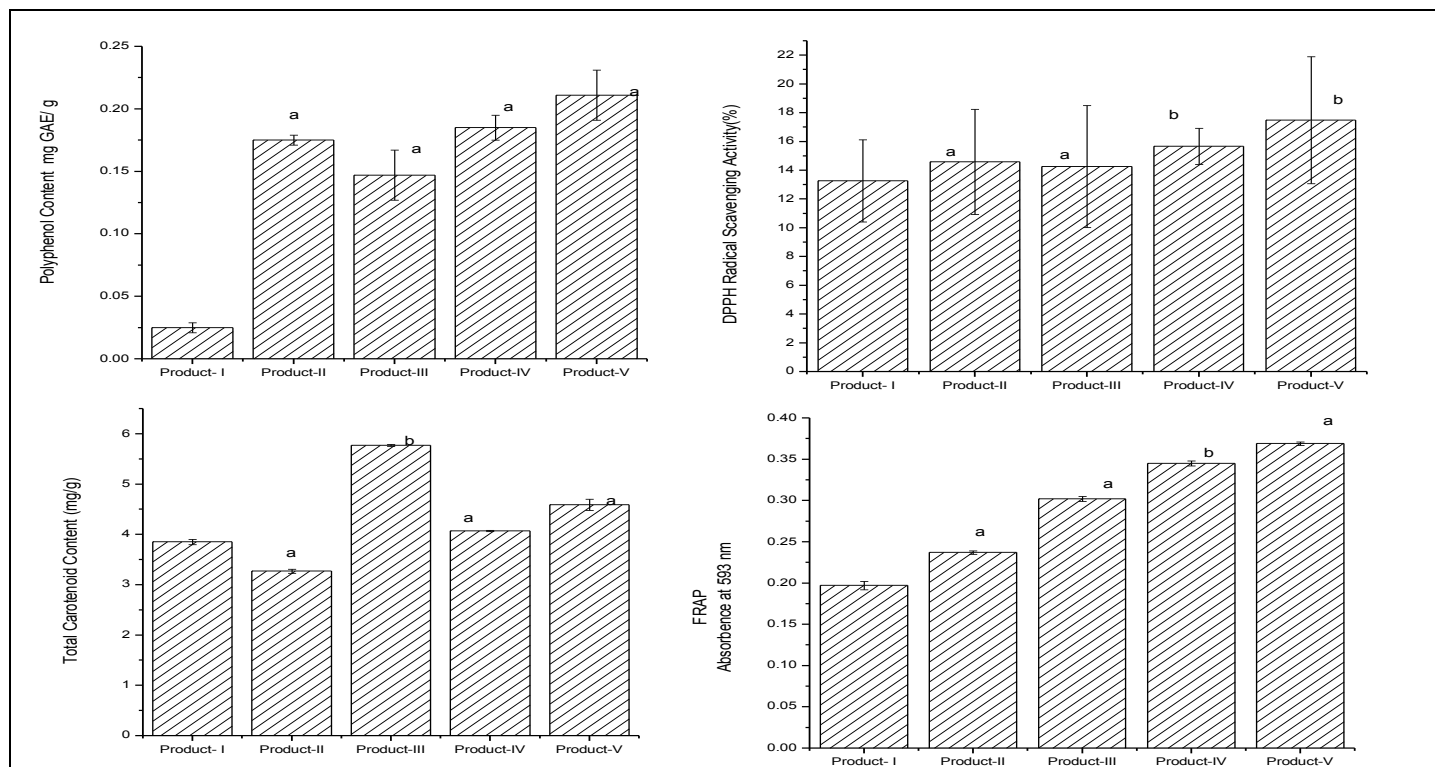 Polyphenol Content mg GAE/ g
0.25
0.20
0.15
0.10
0.05
0.00
a
a
a
a
Product- I
Product-II
Product-III
Product-IV
Product-V
DPPH Radical Scavenging Activity(%)
22
20
18
16
14
12
10
8
6
4
2
0
a
a
b
b
Product- I
Product-II
Product-III
Product-IV
Product-V
Total Carotenoid Content (mg/g)
6
5
4
3
2
1
0
a
b
a
a
Product- I
Product-II
Product-III
Product-IV
Product-V
FRAP
Absorbence at 593 nm
0.40
0.35
0.30
0.25
0.20
0.15
0.10
0.05
0.00
a
a
b
a
Product- I
Product-II
Product-III
Product-IV
Product-V